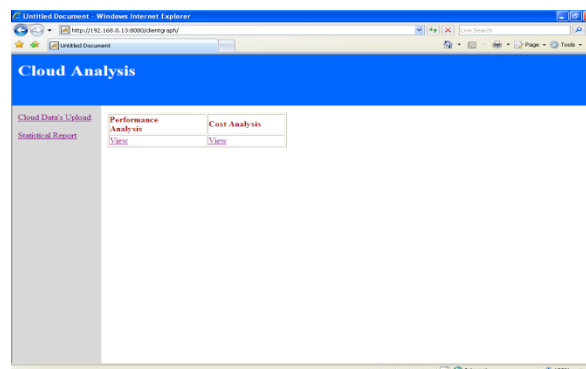 Untitled Document - Windows Internet Explorer
http://192.168.0.13:8080/clientgraph/
Live Search
Untitled Document
Page
Tools
Cloud Analysis
Cloud Data's Upload
Statistical Report
Performance
Analysis
Cost Analysis
View
View